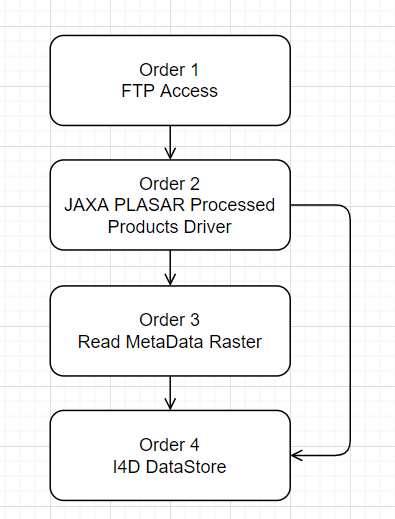 Order 1
FTP Access
Order 2
JAXA PLASAR Processed
Products Driver
Order 3
Read MetaData Raster
Order 4
I4D DataStore